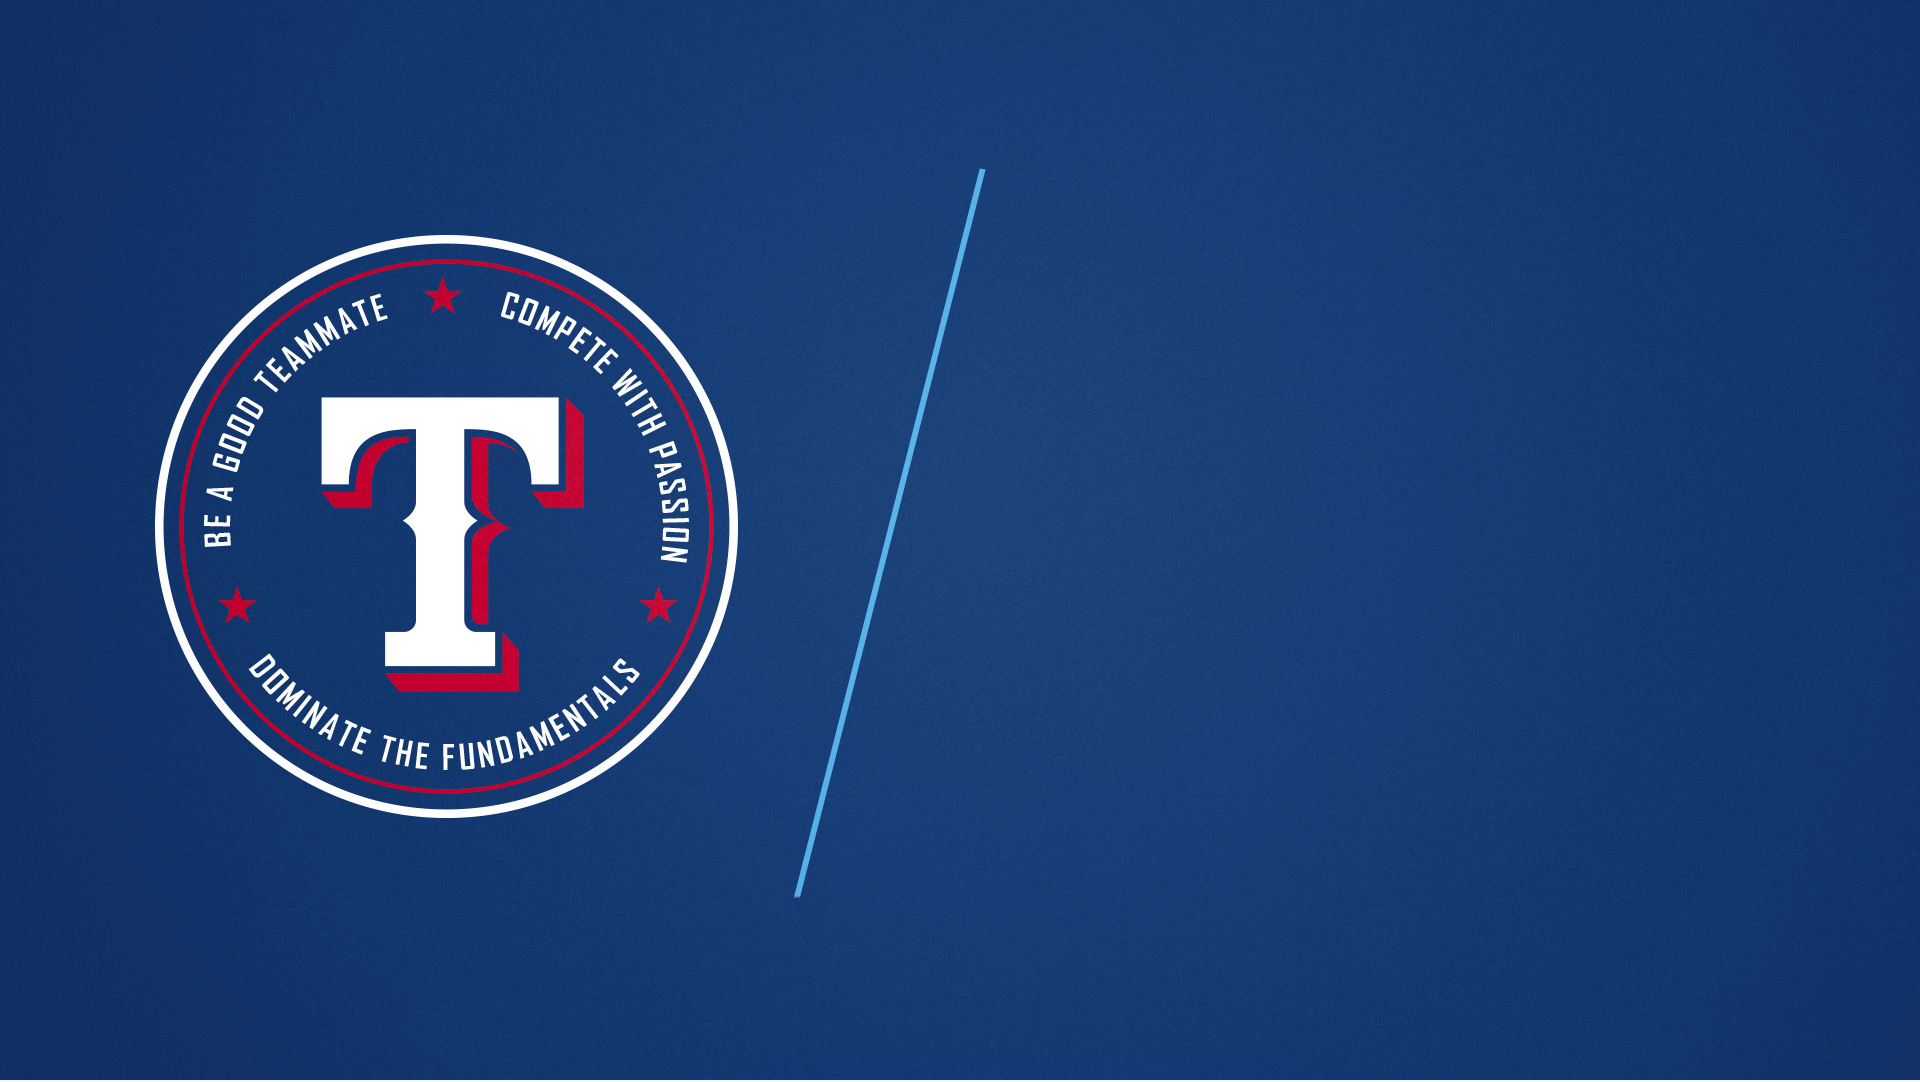 BE A GOOD TEAMMATE
COMPETE WITH PASSION
T
DOMINATE THE FUNDAMENTALS